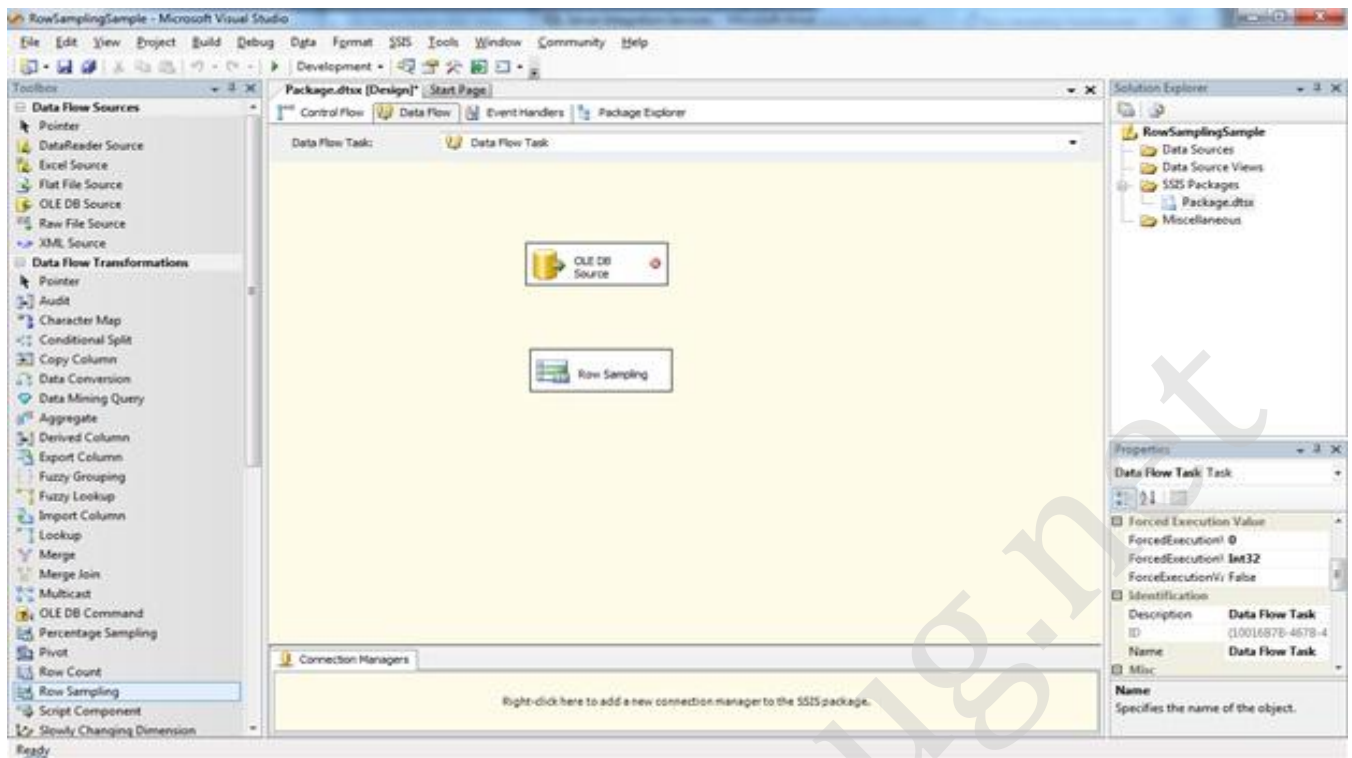 RowSamplingSample - Microsoft Visual Studio
File Edit View Project Build Debug Data Format SSIS Tools Window Community Help
Development
Toolbox
Data Flow Sources
Pointer
DataReader Source
Excel Source
Flat File Source
OLE DB Source
Raw File Source
XML Source
Data Flow Transformations
Pointer
Audit
Character Map
Conditional Split
Copy Column
Data Conversion
Data Mining Query
Aggregate
Derived Column
Export Column
Fuzzy Grouping
Fuzzy Lookup
Import Column
Lookup
Merge
Merge Join
Multicast
OLE DB Command
Percentage Sampling
Pivot
Row Count
Row Sampling
Script Component
Slowly Changing Dimension
Package.dtsx [Design]* Start Page
Control Flow Data Flow Event Handlers Package Explorer
Data Flow Task: Data Flow Task
OLE DB
Source
Row Sampling
Connection Managers
Right-click here to add a new connection manager to the SSIS package.
Solution Explorer
RowSamplingSample
Data Sources
Data Source Views
SSIS Packages
Package.dtsx
Miscellaneous
Properties
Data Flow Task Task
Forced Execution Value
ForcedExecution 0
ForcedExecution Int32
ForceExecutionV False
Identification
Description Data Flow Task
ID {10016B7B-4678-4
Name Data Flow Task
Misc
Name
Specifies the name of the object.
Ready
ug.net